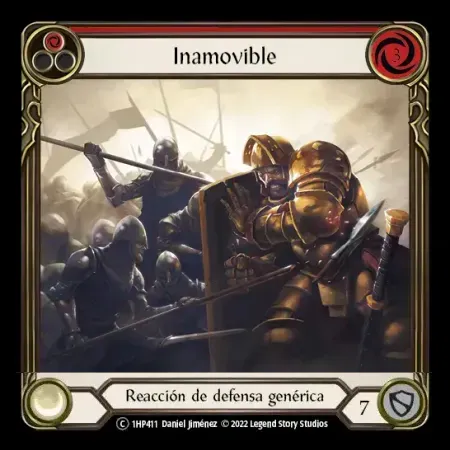 Inamovible
3
Reacción de defensa genérica
7
C 1HP411 Daniel Jiménez © 2022 Legend Story Studios